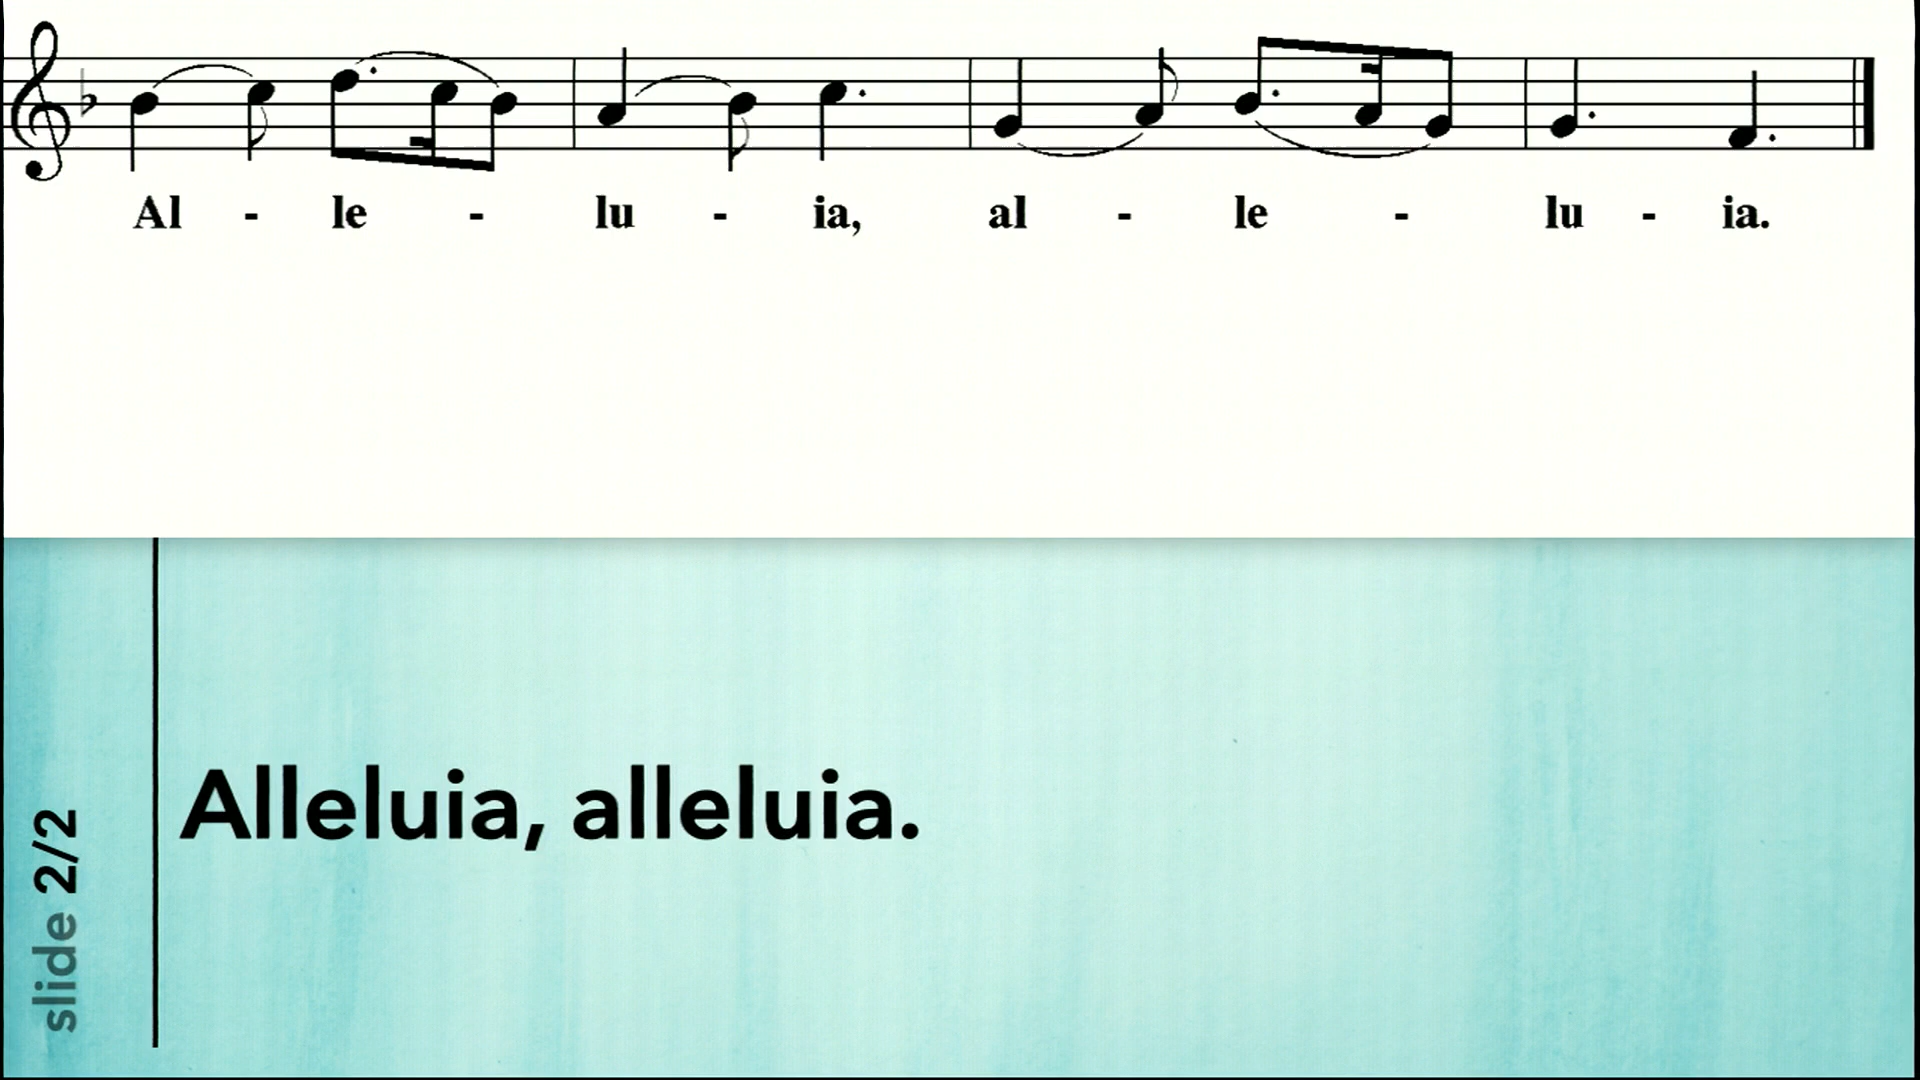 Al - le - lu - ia, al - le - lu - ia.
Alleluia, alleluia.
slide 2/2